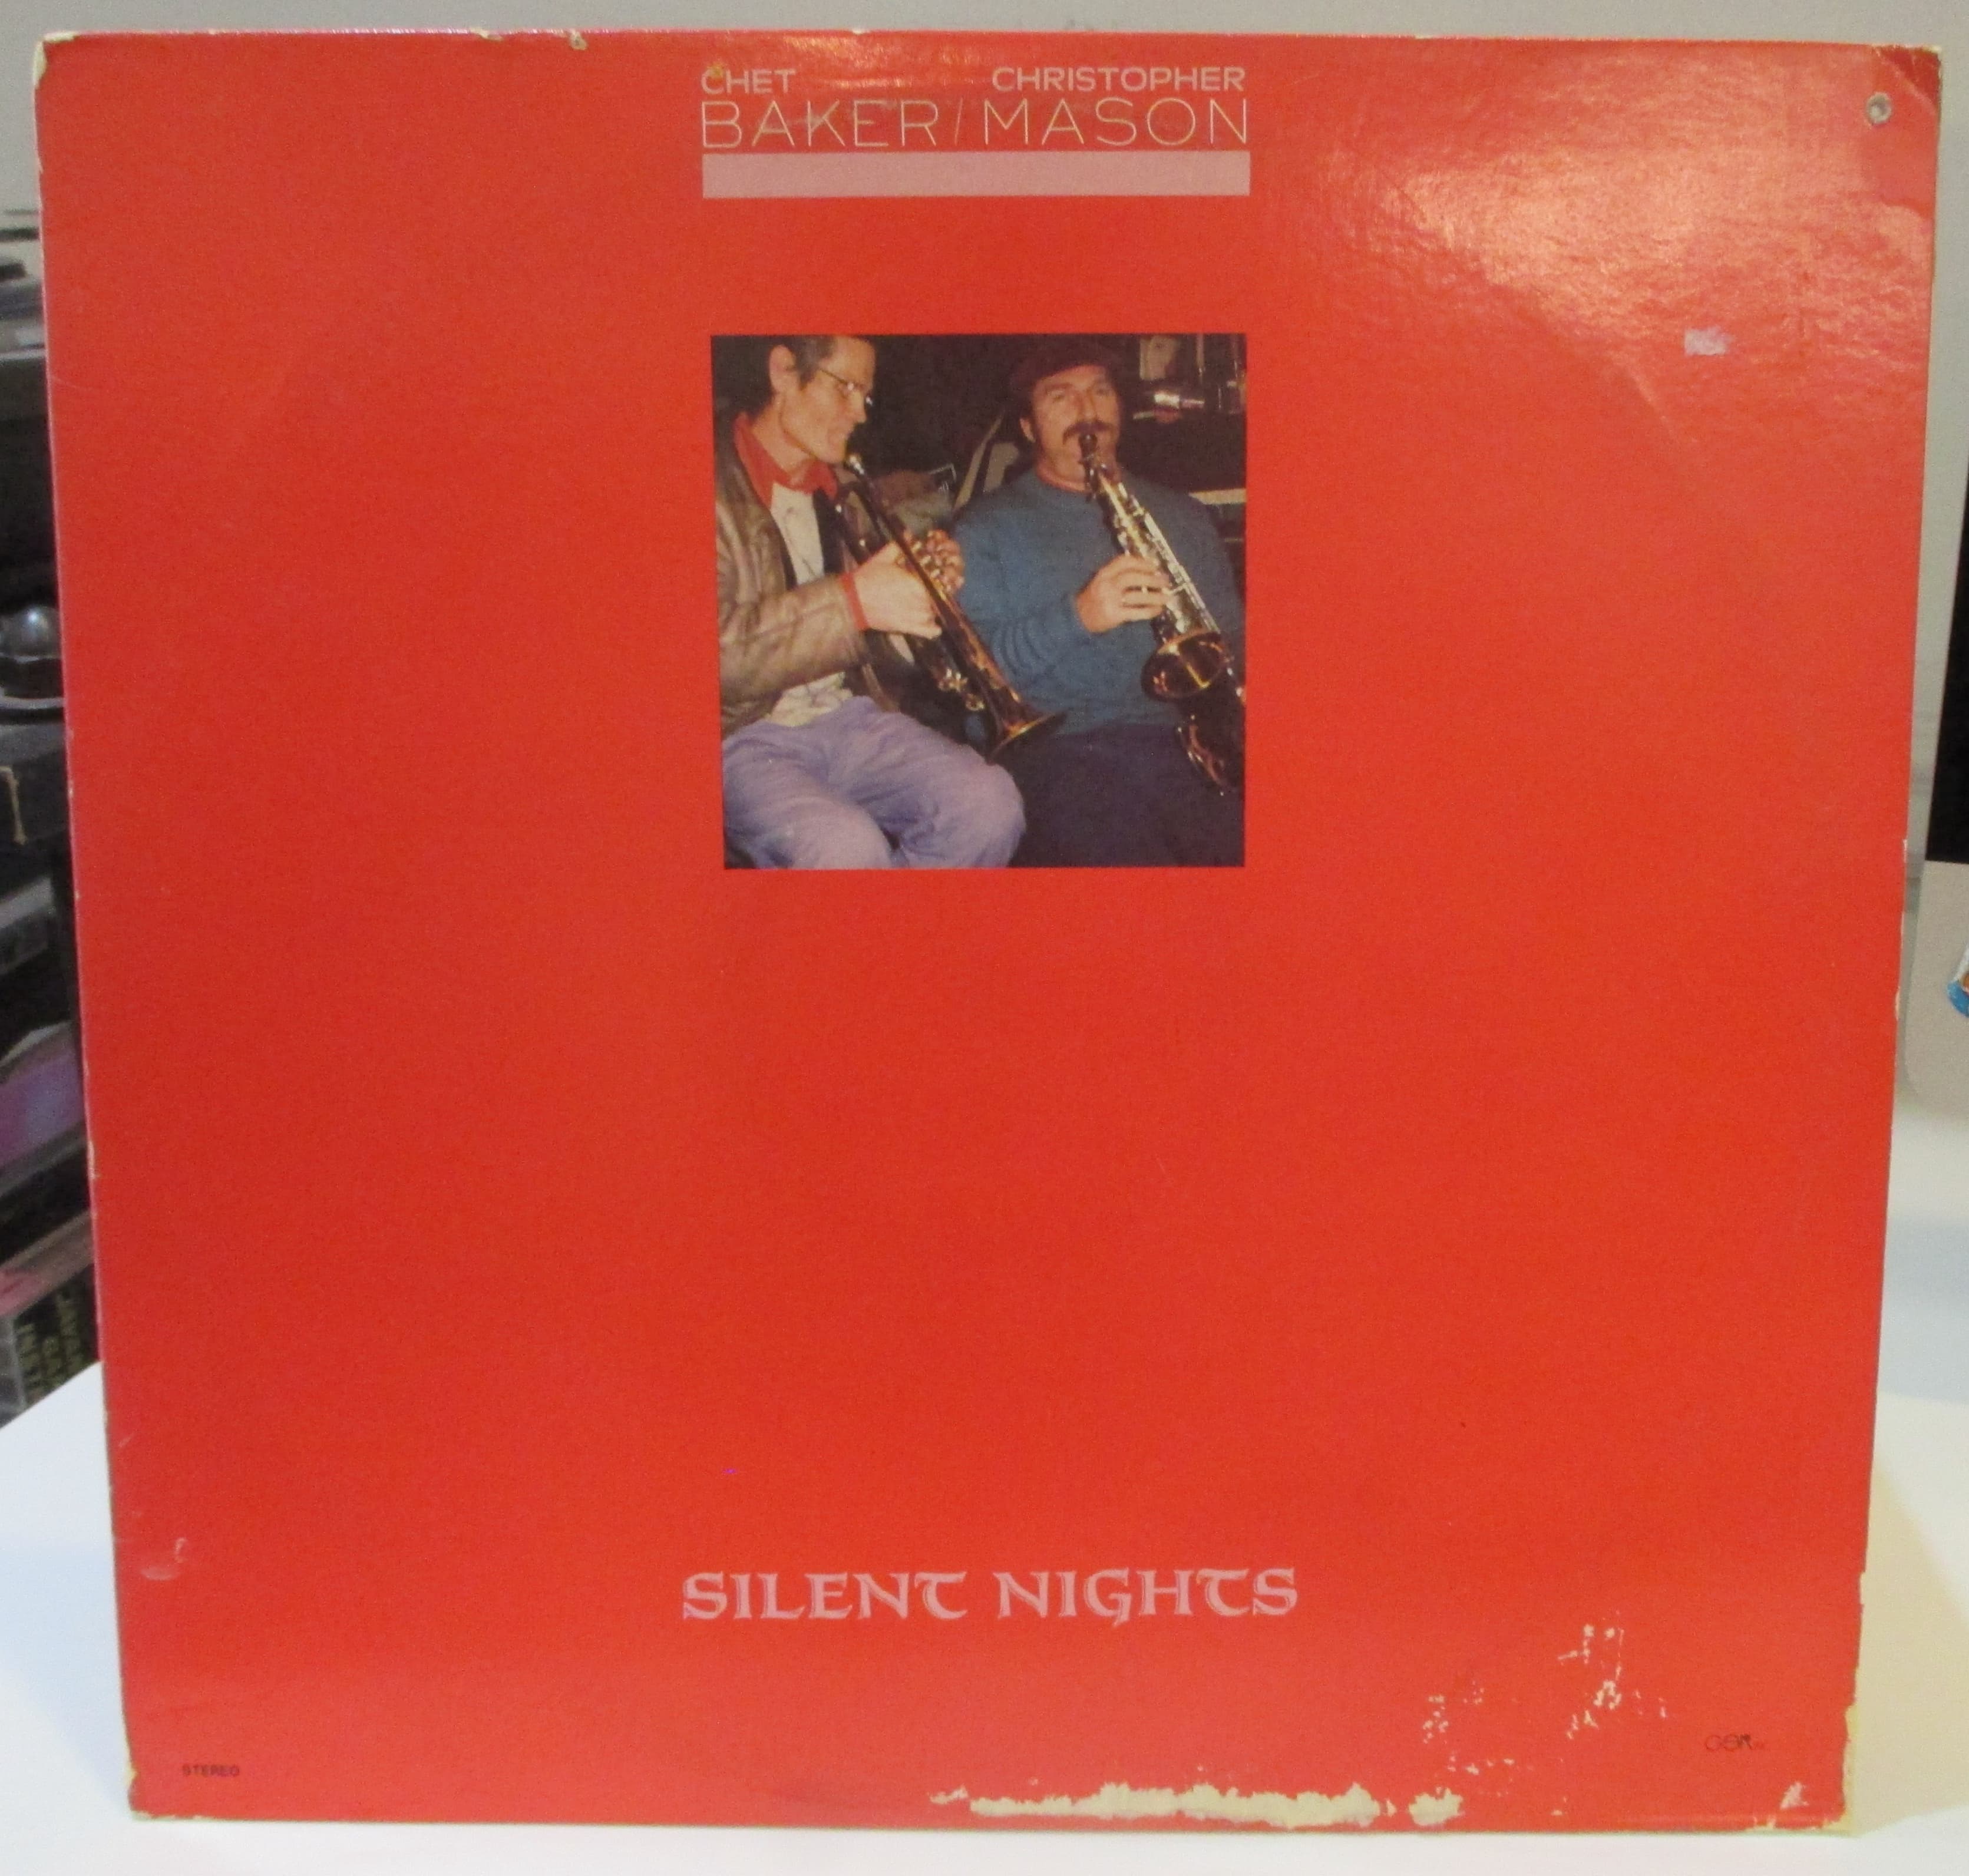 CHET CHRISTOPHER
BAKER/MASON
SILENT NIGHTS
STEREO